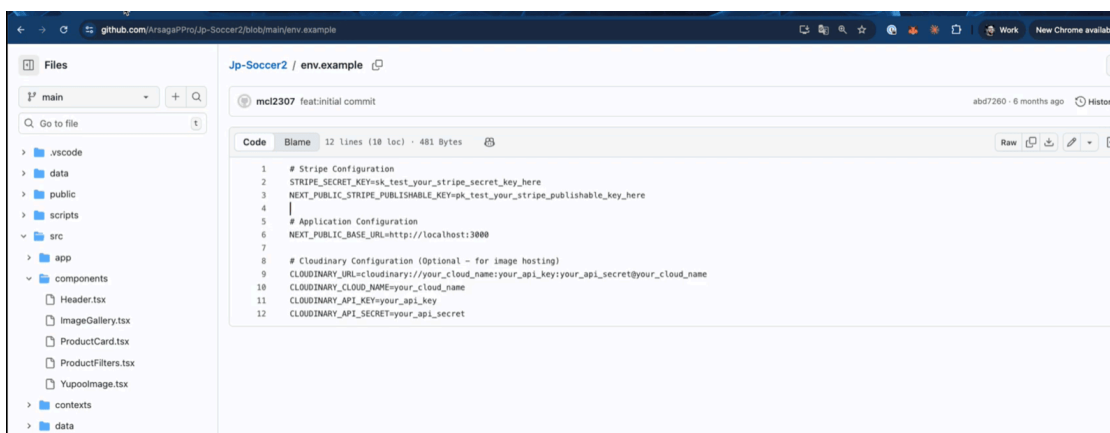 github.com/ArsagaPPro/Jp-Soccer2/blob/main/env.example
Work
New Chrome availab
Files
Jp-Soccer2 / env.example
main
mcl2307 feat:initial commit
abd7260 · 6 months ago
Histor
Go to file
t
Code Blame 12 lines (10 loc) · 481 Bytes
Raw
.vscode
data
public
scripts
src
app
components
Header.tsx
ImageGallery.tsx
ProductCard.tsx
ProductFilters.tsx
YupooImage.tsx
contexts
data
1 # Stripe Configuration
2 STRIPE_SECRET_KEY=sk_test_your_stripe_secret_key_here
3 NEXT_PUBLIC_STRIPE_PUBLISHABLE_KEY=pk_test_your_stripe_publishable_key_here
4
5 # Application Configuration
6 NEXT_PUBLIC_BASE_URL=http://localhost:3000
7
8 # Cloudinary Configuration (Optional - for image hosting)
9 CLOUDINARY_URL=cloudinary://your_cloud_name:your_api_key:your_api_secret@your_cloud_name
10 CLOUDINARY_CLOUD_NAME=your_cloud_name
11 CLOUDINARY_API_KEY=your_api_key
12 CLOUDINARY_API_SECRET=your_api_secret